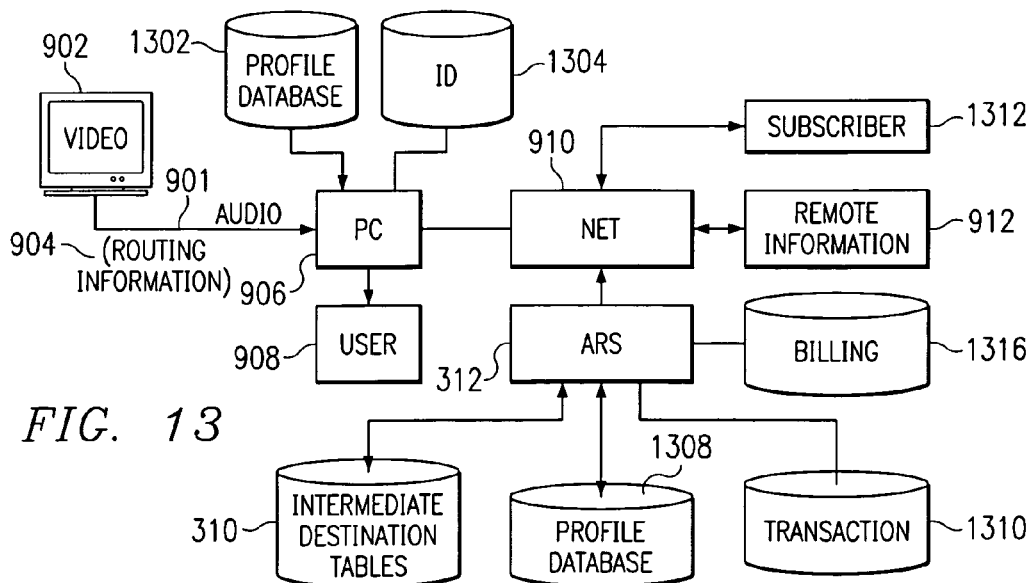 1302
902
PROFILE
DATABASE
ID
1304
VIDEO
901
AUDIO
904
(ROUTING
INFORMATION)
PC
906
910
NET
SUBSCRIBER
1312
REMOTE
INFORMATION
912
USER
908
ARS
312
BILLING
1316
FIG. 13
INTERMEDIATE
DESTINATION
TABLES
310
1308
PROFILE
DATABASE
TRANSACTION
1310